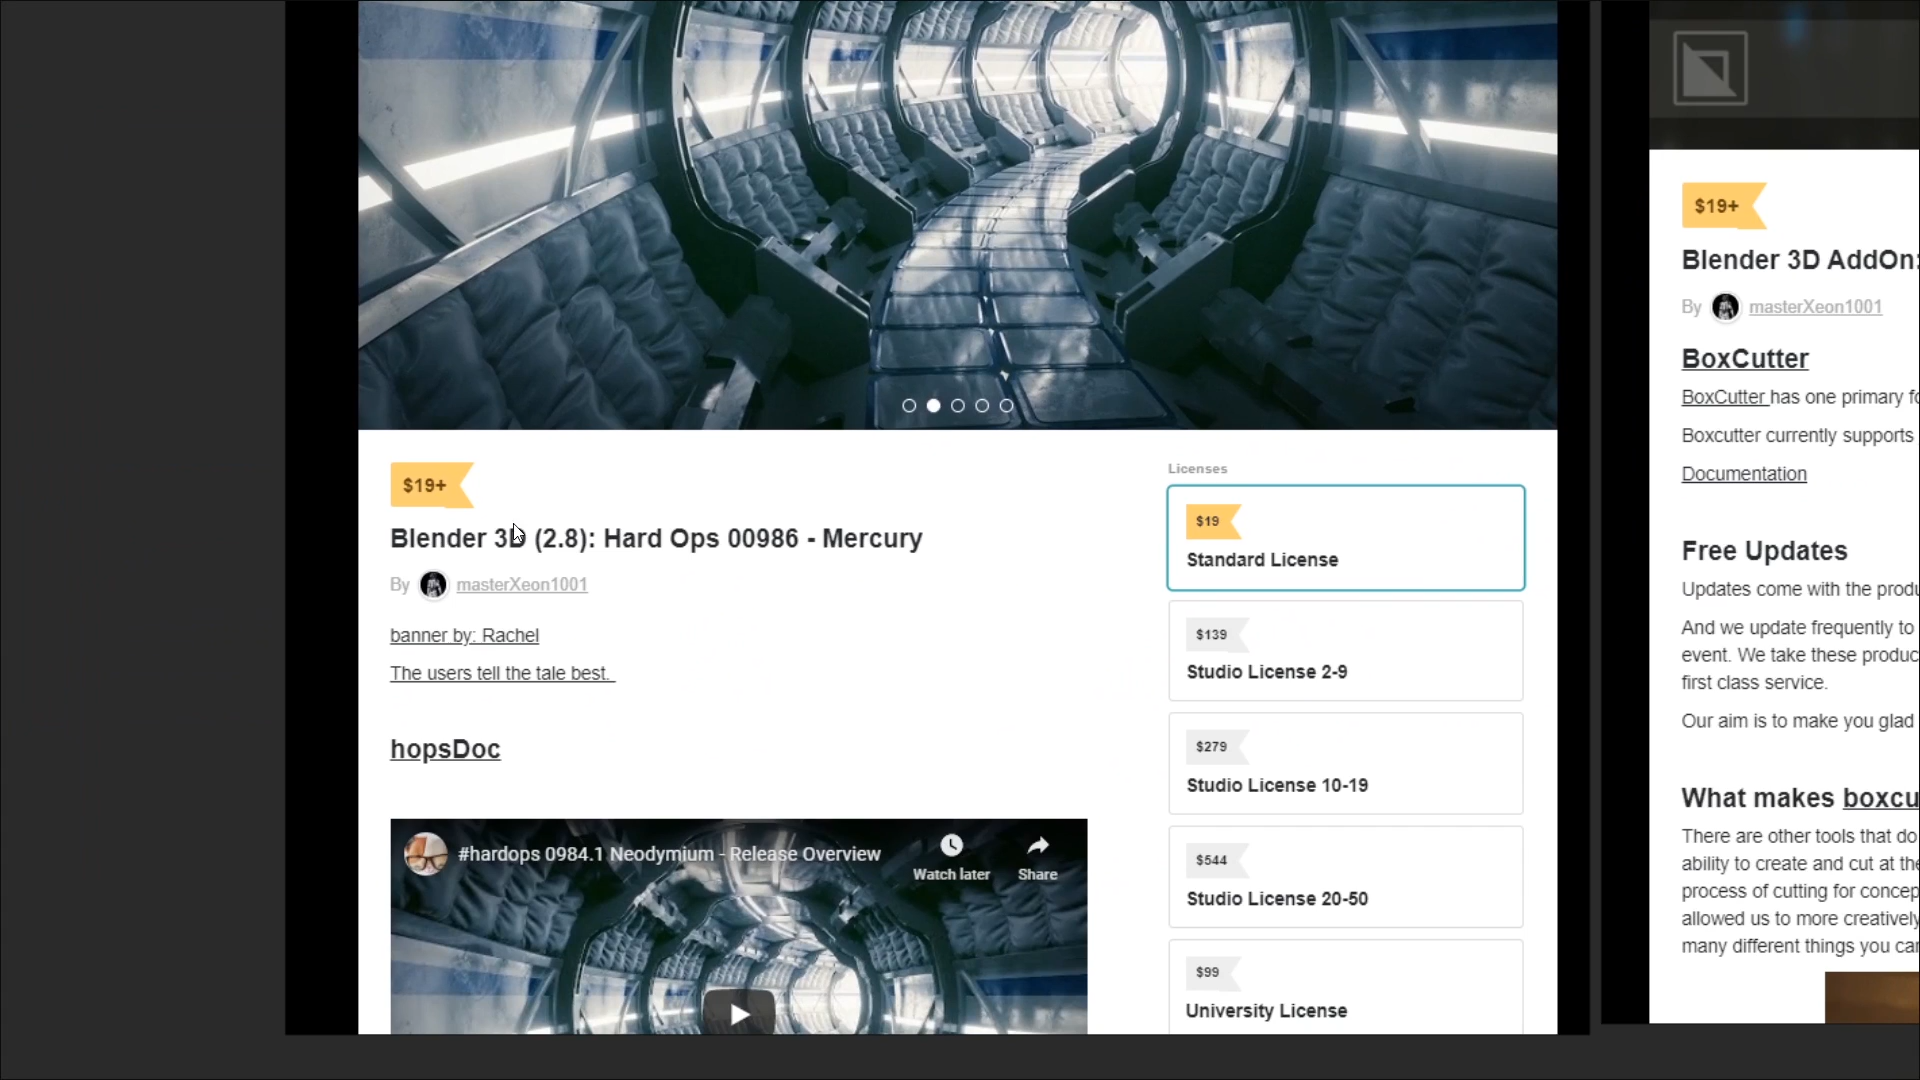 $19+
Blender 3D (2.8): Hard Ops 00986 - Mercury
By masterXeon1001
banner by: Rachel
The users tell the tale best.
hopsDoc
#hardops 0984.1 Neodymium - Release Overview
Watch later
Share
Licenses
$19
Standard License
$139
Studio License 2-9
$279
Studio License 10-19
$544
Studio License 20-50
$99
University License
$19+
Blender 3D AddOn:
By masterXeon1001
BoxCutter
BoxCutter has one primary
Boxcutter currently supports
Documentation
Free Updates
Updates come with the
And we update frequently to
event. We take these
first class service.
Our aim is to make you glad
What makes
There are other tools that do
ability to create and cut at
process of cutting for
allowed us to more creatively
many different things you